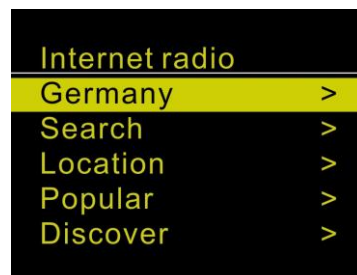 Internet radio
Germany >
Search >
Location >
Popular >
Discover >